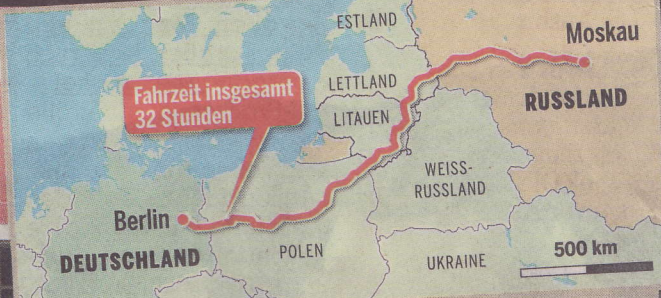 ESTLAND
Moskau
LETTLAND
Fahrzeit insgesamt
32 Stunden
RUSSLAND
LITAUEN
WEISS-
RUSSLAND
Berlin
DEUTSCHLAND
POLEN
UKRAINE
500 km